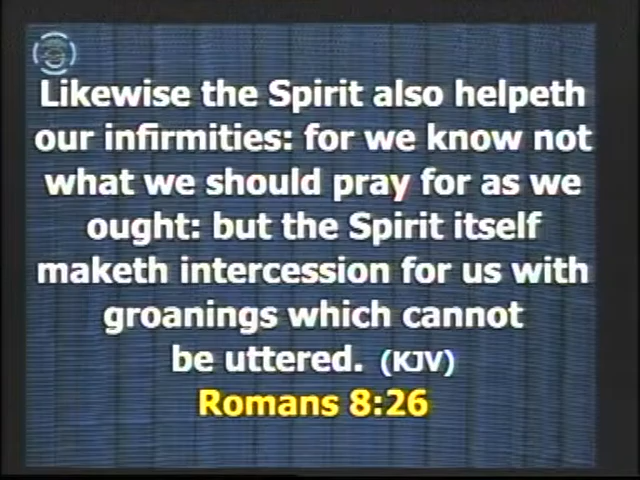 Likewise the Spirit also helpeth
our infirmities: for we know not
what we should pray for as we
ought: but the Spirit itself
maketh intercession for us with
groanings which cannot
be uttered. (KJV)
Romans 8:26